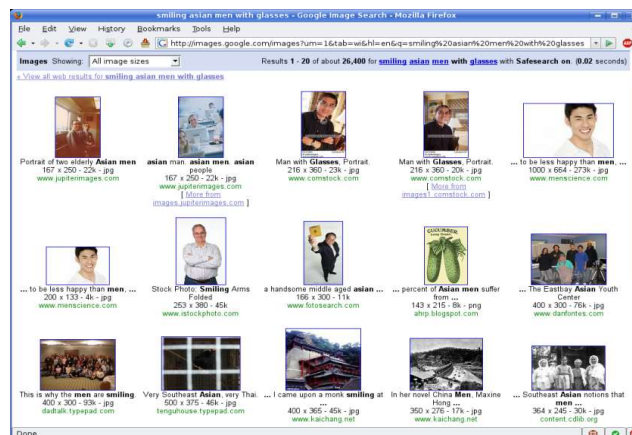 smiling asian men with glasses - Google Image Search - Mozilla Firefox
File Edit View History Bookmarks Tools Help
http://images.google.com/images?um=1&tab=wi&hl=en&q=smiling%20asian%20men%20with%20glasses
Images Showing: All image sizes Results 1 - 20 of about 26,400 for smiling asian men with glasses with Safesearch on. (0.02 seconds)
« View all web results for smiling asian men with glasses
Portrait of two elderly Asian men
167 x 250 - 22k - jpg
www.jupiterimages.com
asian man, asian men, asian
people
167 x 250 - 22k - jpg
www.jupiterimages.com
[ More from
images.jupiterimages.com ]
Man with Glasses, Portrait.
216 x 360 - 23k - jpg
www.comstock.com
Man with Glasses, Portrait.
216 x 360 - 20k - jpg
www.comstock.com
[ More from
images1.comstock.com ]
... to be less happy than men, ...
1000 x 664 - 273k - jpg
www.menscience.com
... to be less happy than men, ...
200 x 133 - 4k - jpg
www.menscience.com
Stock Photo: Smiling Arms
Folded
253 x 380 - 45k
www.istockphoto.com
a handsome middle aged asian ...
166 x 300 - 11k
www.fotosearch.com
CUCUMBER
... percent of Asian men suffer
from ...
143 x 215 - 8k - png
ahrp.blogspot.com
... The Eastbay Asian Youth
Center
400 x 300 - 76k - jpg
www.danfontes.com
This is why the men are smiling.
400 x 300 - 93k - jpg
dadtalk.typepad.com
Very Southeast Asian, very Thai.
500 x 375 - 46k - jpg
tenguhouse.typepad.com
... I came upon a monk smiling at
...
400 x 365 - 45k - jpg
www.kaichang.net
In her novel China Men, Maxine
Hong ...
350 x 276 - 17k - jpg
www.kaichang.net
... Southeast Asian notions that
men ...
364 x 245 - 30k - jpg
content.cdlib.org
Done